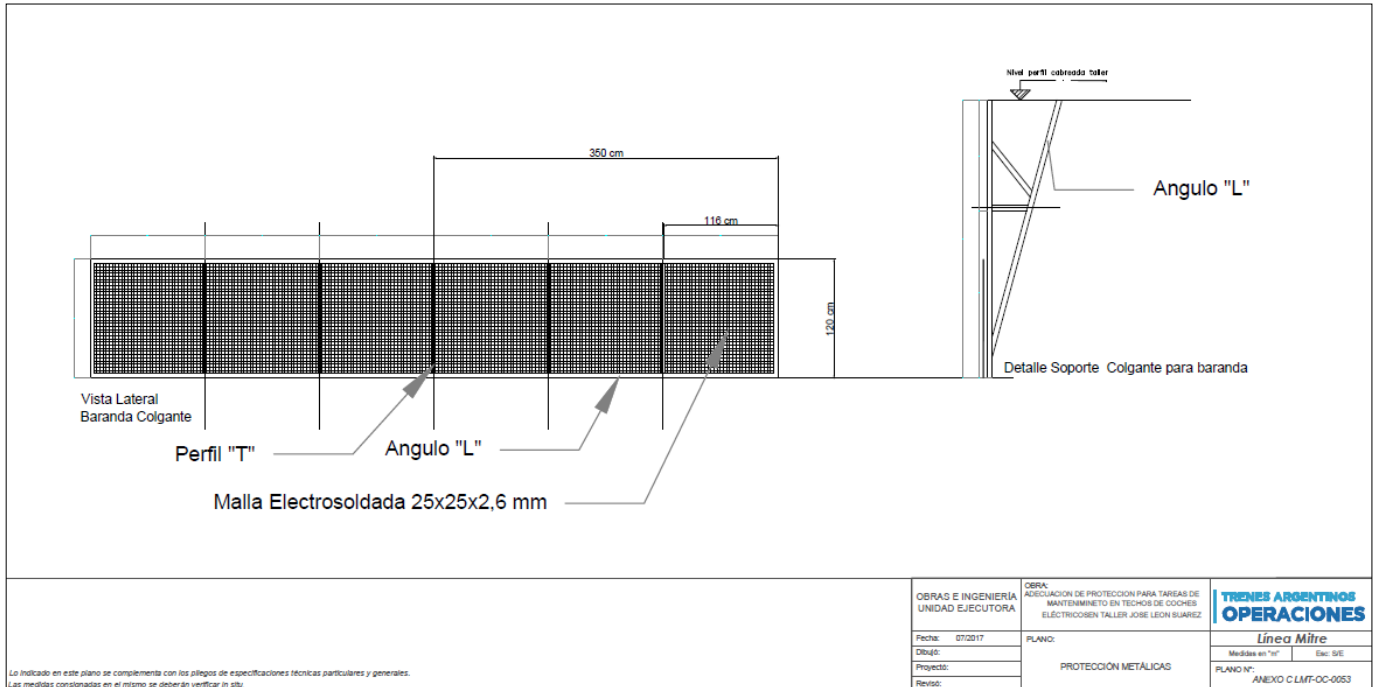 Nivel perfil cabreada taller
350 cm
Angulo "L"
116 cm
120 cm
Detalle Soporte Colgante para baranda
Vista Lateral
Baranda Colgante
Perfil "T"
Angulo "L"
Malla Electrosoldada 25x25x2,6 mm
OBRAS E INGENIERÍA
UNIDAD EJECUTORA
OBRA:
ADECUACION DE PROTECCION PARA TAREAS DE
MANTENIMINETO EN TECHOS DE COCHES
ELÉCTRICOSEN TALLER JOSE LEON SUAREZ
TRENES ARGENTINOS
OPERACIONES
Fecha: 07/2017
PLANO:
Línea Mitre
Dibujó:
Medidas en "m"
Esc: S/E
Proyectó:
PROTECCIÓN METÁLICAS
PLANO N°:
Revisó:
ANEXO C LMT-OC-0053
Lo indicado en este plano se complementa con los pliegos de especificaciones técnicas particulares y generales.
Las medidas consignadas en el mismo se deberán verificar in situ.